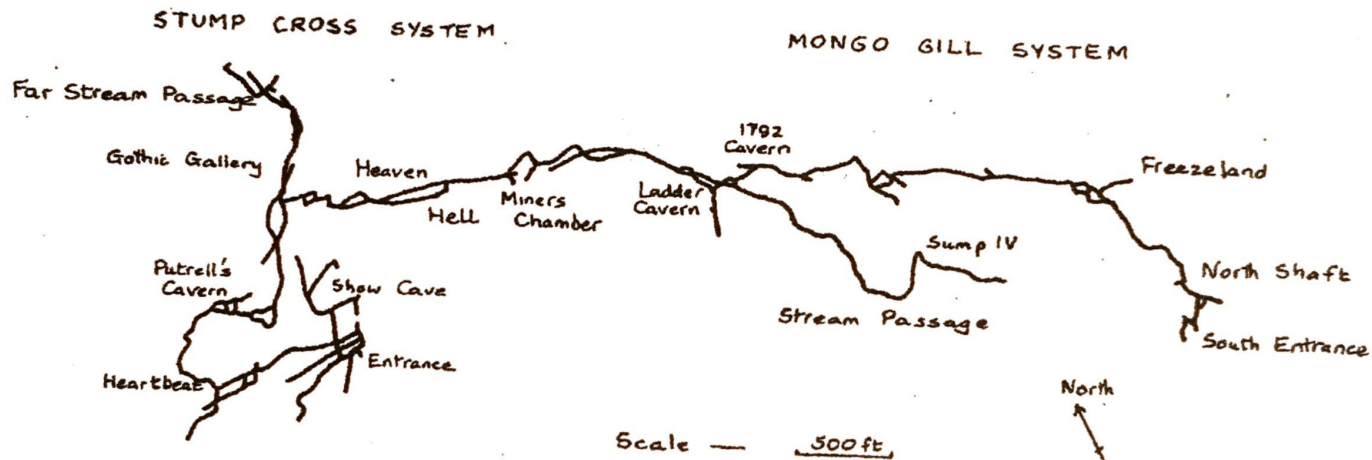 STUMP CROSS SYSTEM
MONGO GILL SYSTEM
Far Stream Passage
Gothic Gallery
Heaven
Hell
Miners
Chamber
1792
Cavern
Ladder
Cavern
Freezeland
Sump IV
Putrell's
Cavern
Show Cave
North Shaft
Stream Passage
South Entrance
Entrance
Heartbeat
North
Scale — 500ft